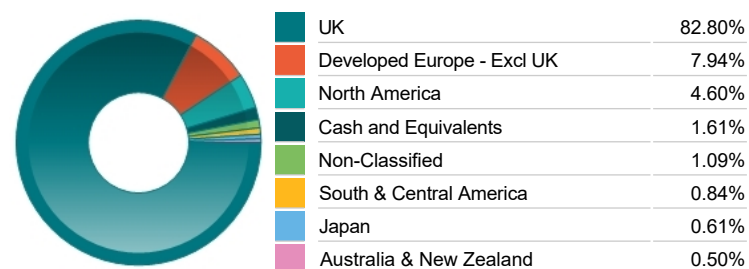 UK 82.80%
Developed Europe - Excl UK 7.94%
North America 4.60%
Cash and Equivalents 1.61%
Non-Classified 1.09%
South & Central America 0.84%
Japan 0.61%
Australia & New Zealand 0.50%